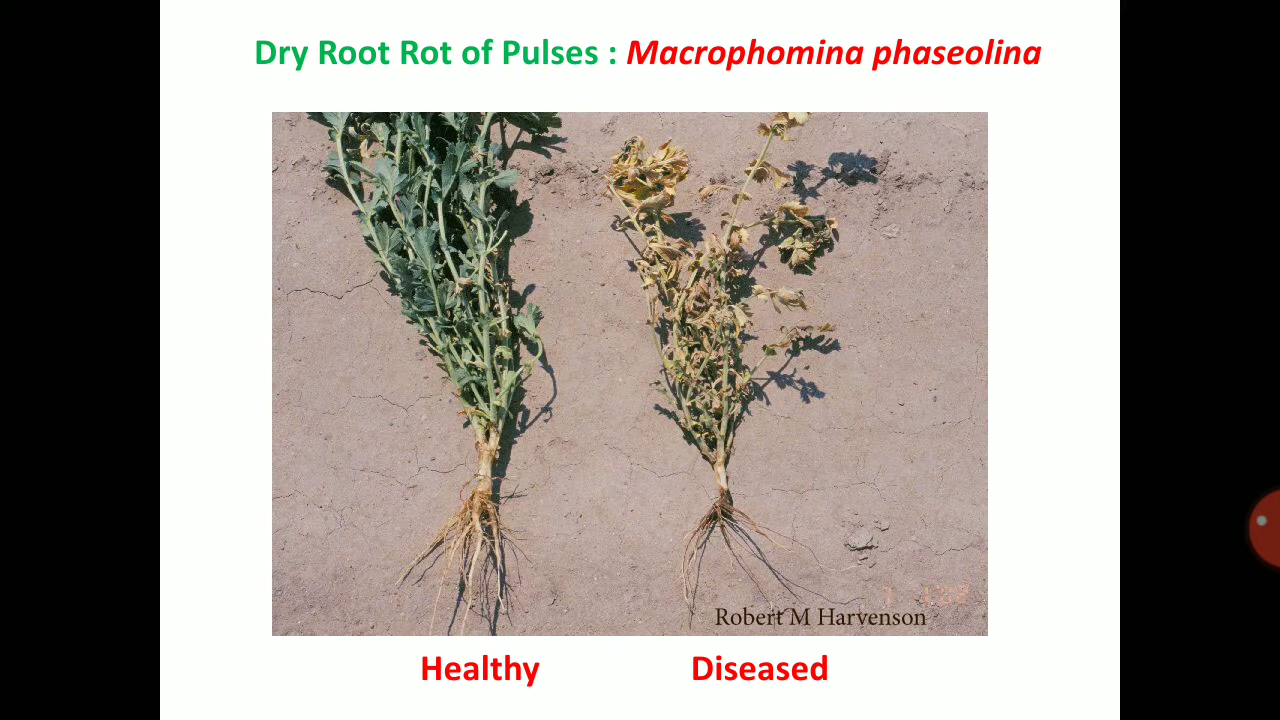 Dry Root Rot of Pulses : Macrophomina phaseolina
Robert M Harvenson
Healthy
Diseased